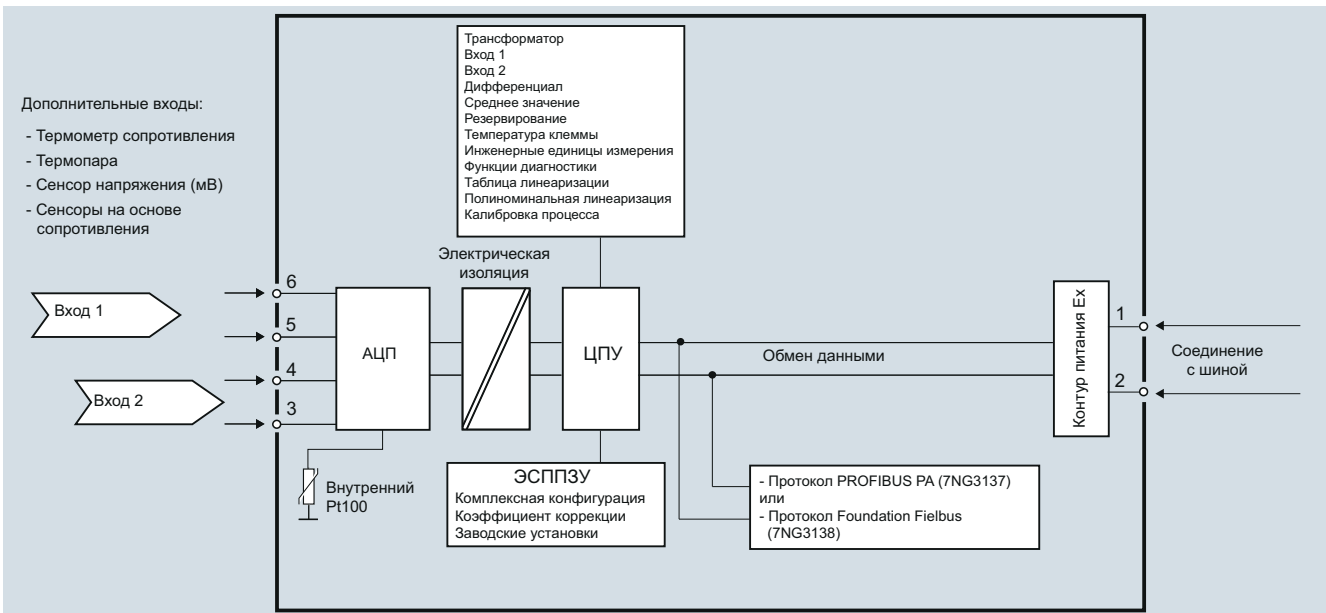 Трансформатор
Вход 1
Вход 2
Дифференциал
Среднее значение
Резервирование
Температура клеммы
Инженерные единицы измерения
Функции диагностики
Таблица линеаризации
Полиноминальная линеаризация
Калибровка процесса
Дополнительные входы:
- Термометр сопротивления
- Термопара
- Сенсор напряжения (мВ)
- Сенсоры на основе
сопротивления
Электрическая
изоляция
Вход 1
Вход 2
6
5
4
3
АЦП
ЦПУ
Обмен данными
Контур питания Ex
1
2
Соединение
с шиной
Внутренний
Pt100
ЭСППЗУ
Комплексная конфигурация
Коэффициент коррекции
Заводские установки
- Протокол PROFIBUS PA (7NG3137)
или
- Протокол Foundation Fielbus
(7NG3138)